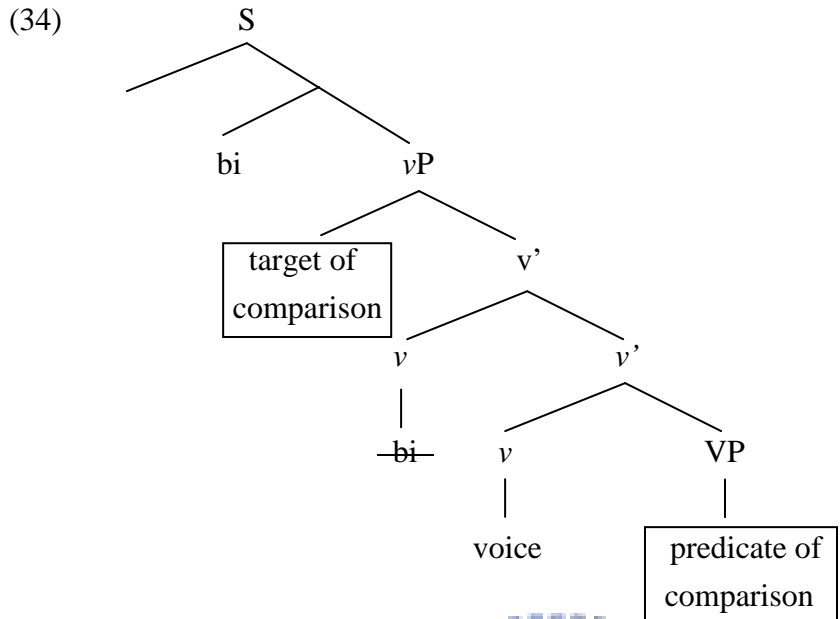 (34) S
bi vP
target of
comparison
v’
v v’
bi v VP
voice predicate of
comparison